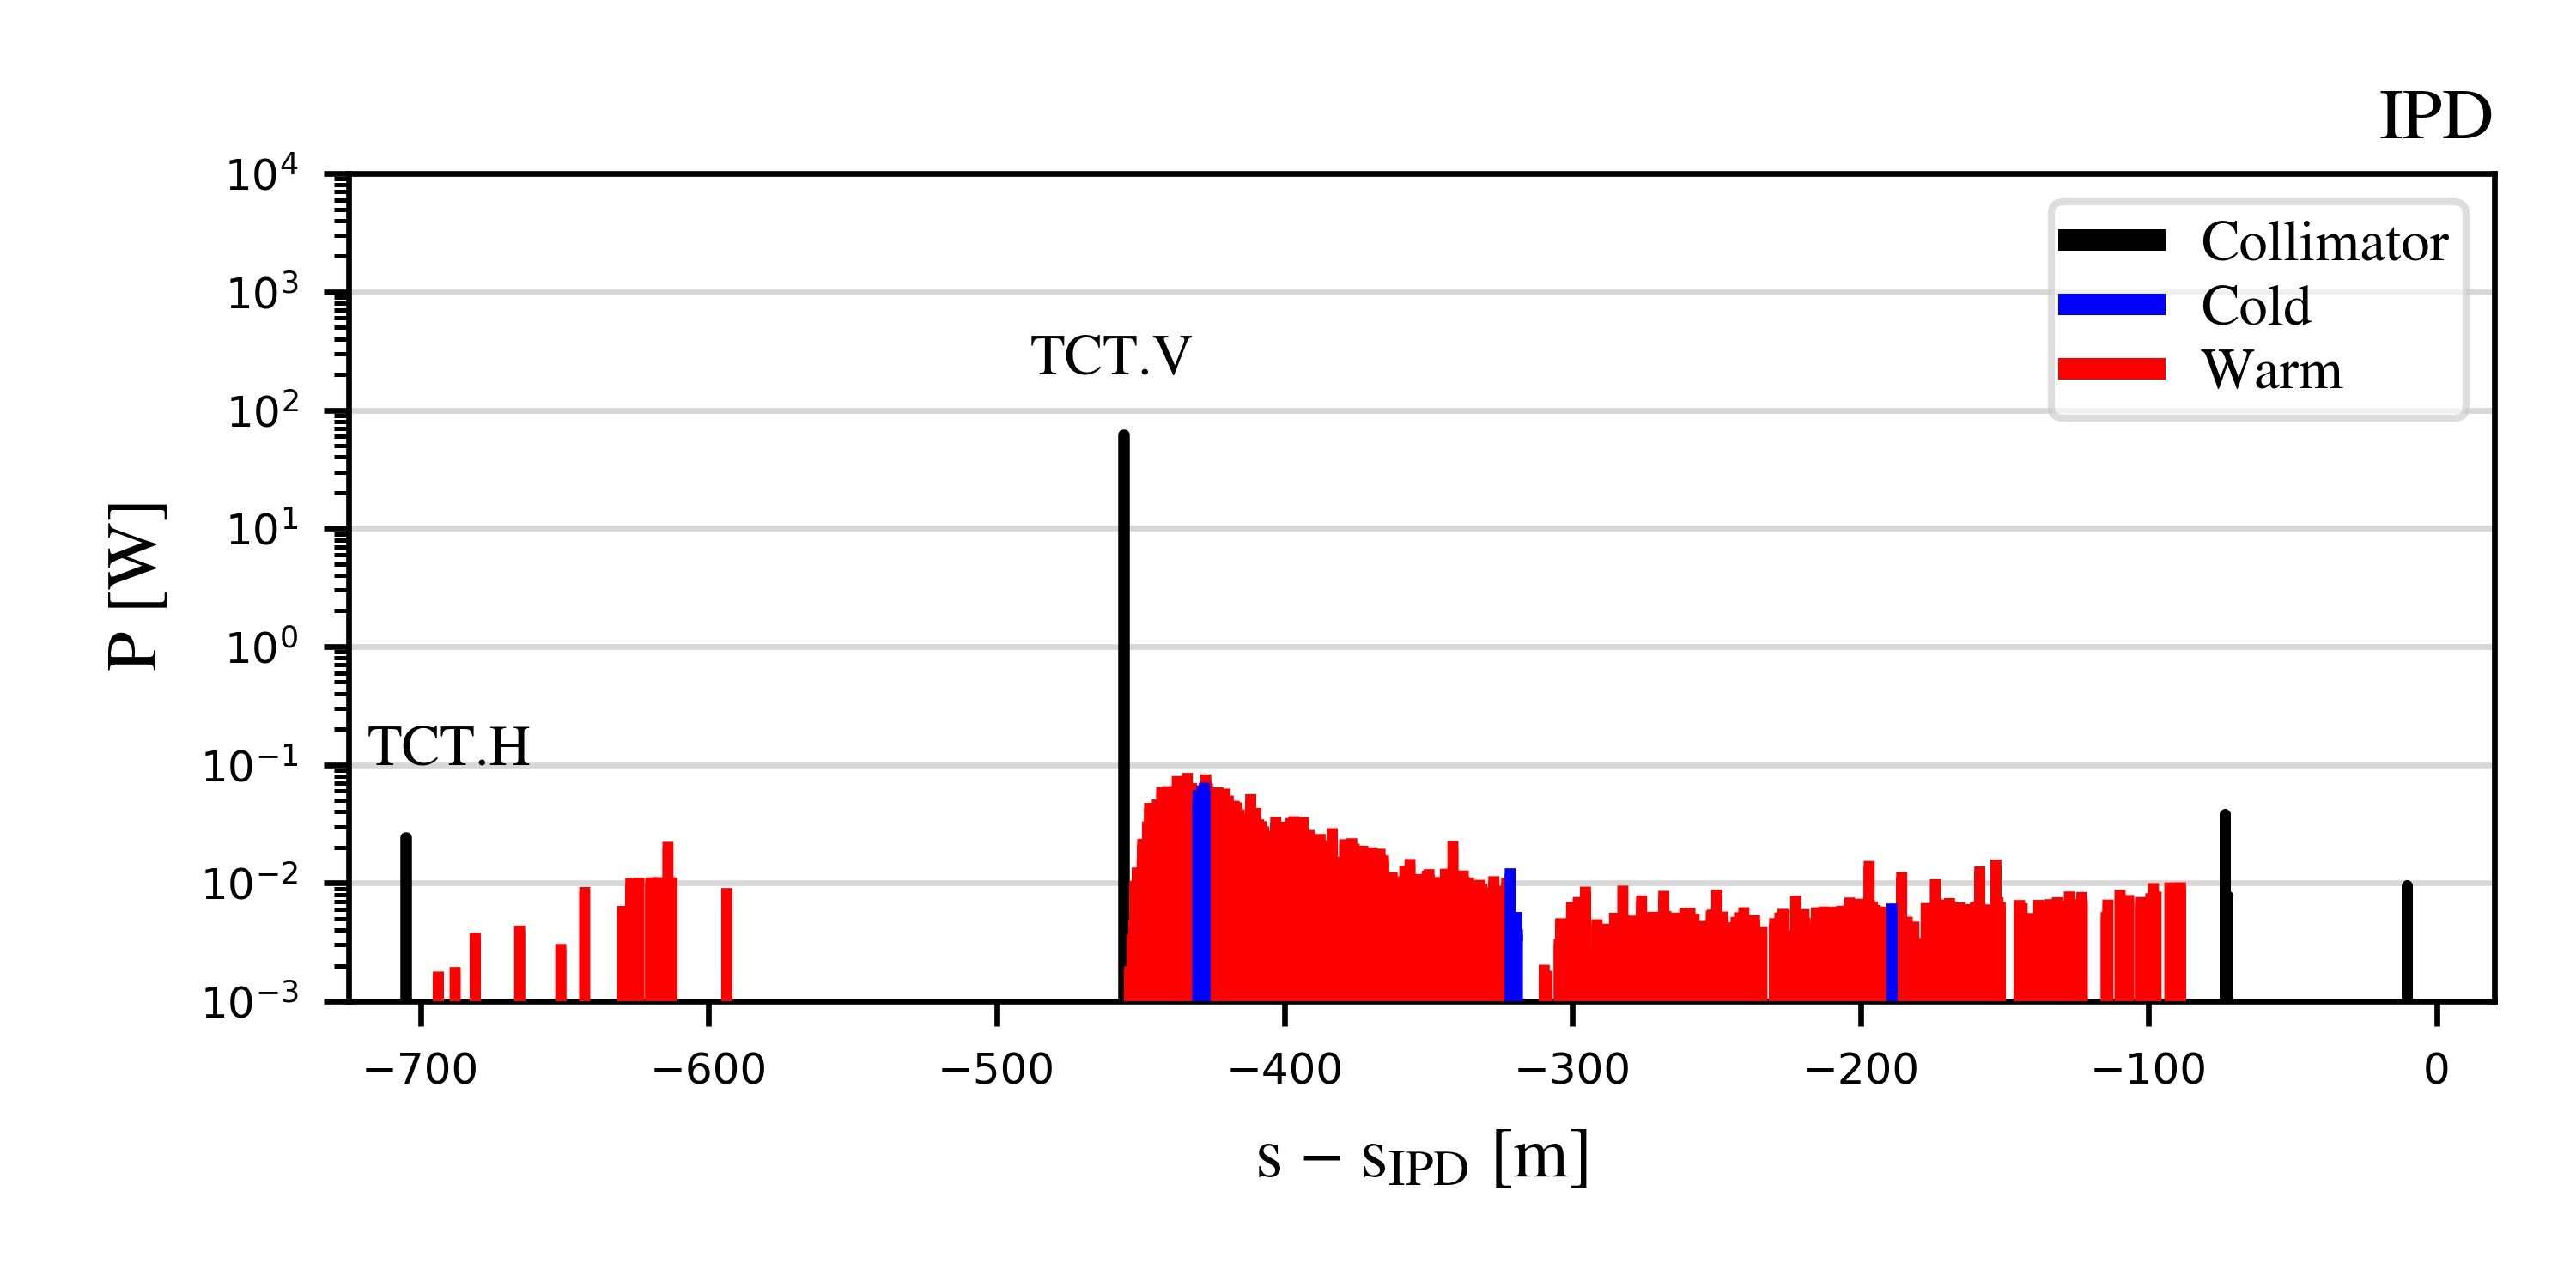 IPD
10⁴
10³
10²
10¹
10⁰
10⁻¹
10⁻²
10⁻³
P [W]
Collimator
Cold
Warm
TCT.V
TCT.H
−700 −600 −500 −400 −300 −200 −100 0
s − s_IPD [m]